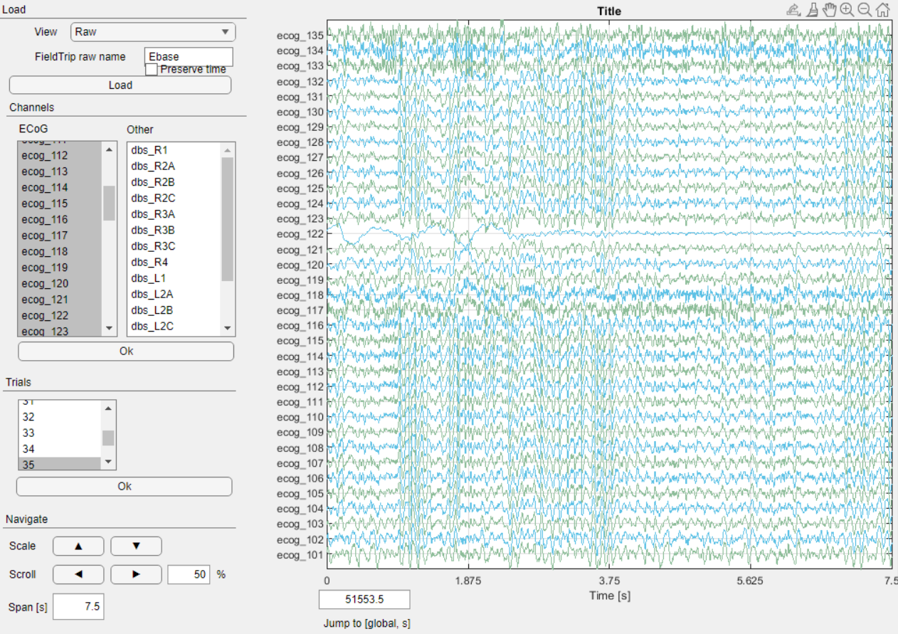 Load
View
Raw
FieldTrip raw name
Ebase
Preserve time
Load
Channels
ECoG
Other
ecog_112
ecog_113
ecog_114
ecog_115
ecog_116
ecog_117
ecog_118
ecog_119
ecog_120
ecog_121
ecog_122
ecog_123
dbs_R1
dbs_R2A
dbs_R2B
dbs_R2C
dbs_R3A
dbs_R3B
dbs_R3C
dbs_R4
dbs_L1
dbs_L2A
dbs_L2B
dbs_L2C
Ok
Trials
31
32
33
34
35
Ok
Navigate
Scale
Scroll
50 %
Span [s]
7.5
Title
ecog_135
ecog_134
ecog_133
ecog_132
ecog_131
ecog_130
ecog_129
ecog_128
ecog_127
ecog_126
ecog_125
ecog_124
ecog_123
ecog_122
ecog_121
ecog_120
ecog_119
ecog_118
ecog_117
ecog_116
ecog_115
ecog_114
ecog_113
ecog_112
ecog_111
ecog_110
ecog_109
ecog_108
ecog_107
ecog_106
ecog_105
ecog_104
ecog_103
ecog_102
ecog_101
0 1.875 3.75 5.625 7.5
Time [s]
51553.5
Jump to [global, s]